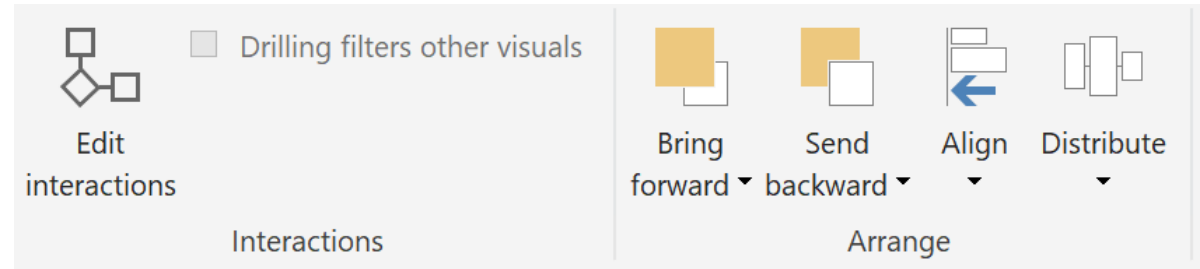 Drilling filters other visuals
Edit
interactions
Interactions
Bring
forward
Send
backward
Align
Distribute
Arrange